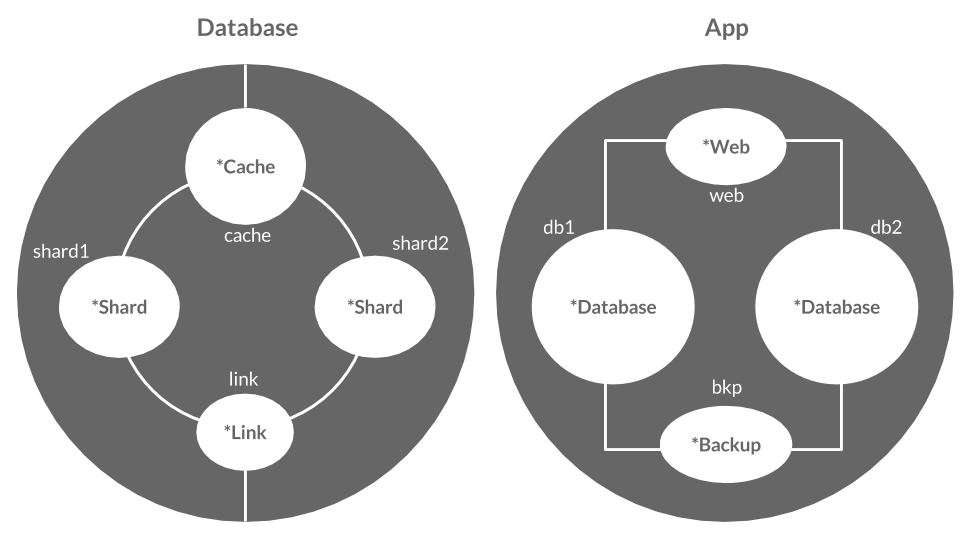 Database
*Cache
cache
shard1
shard2
*Shard
*Shard
link
*Link
App
*Web
web
db1
db2
*Database
*Database
bkp
*Backup